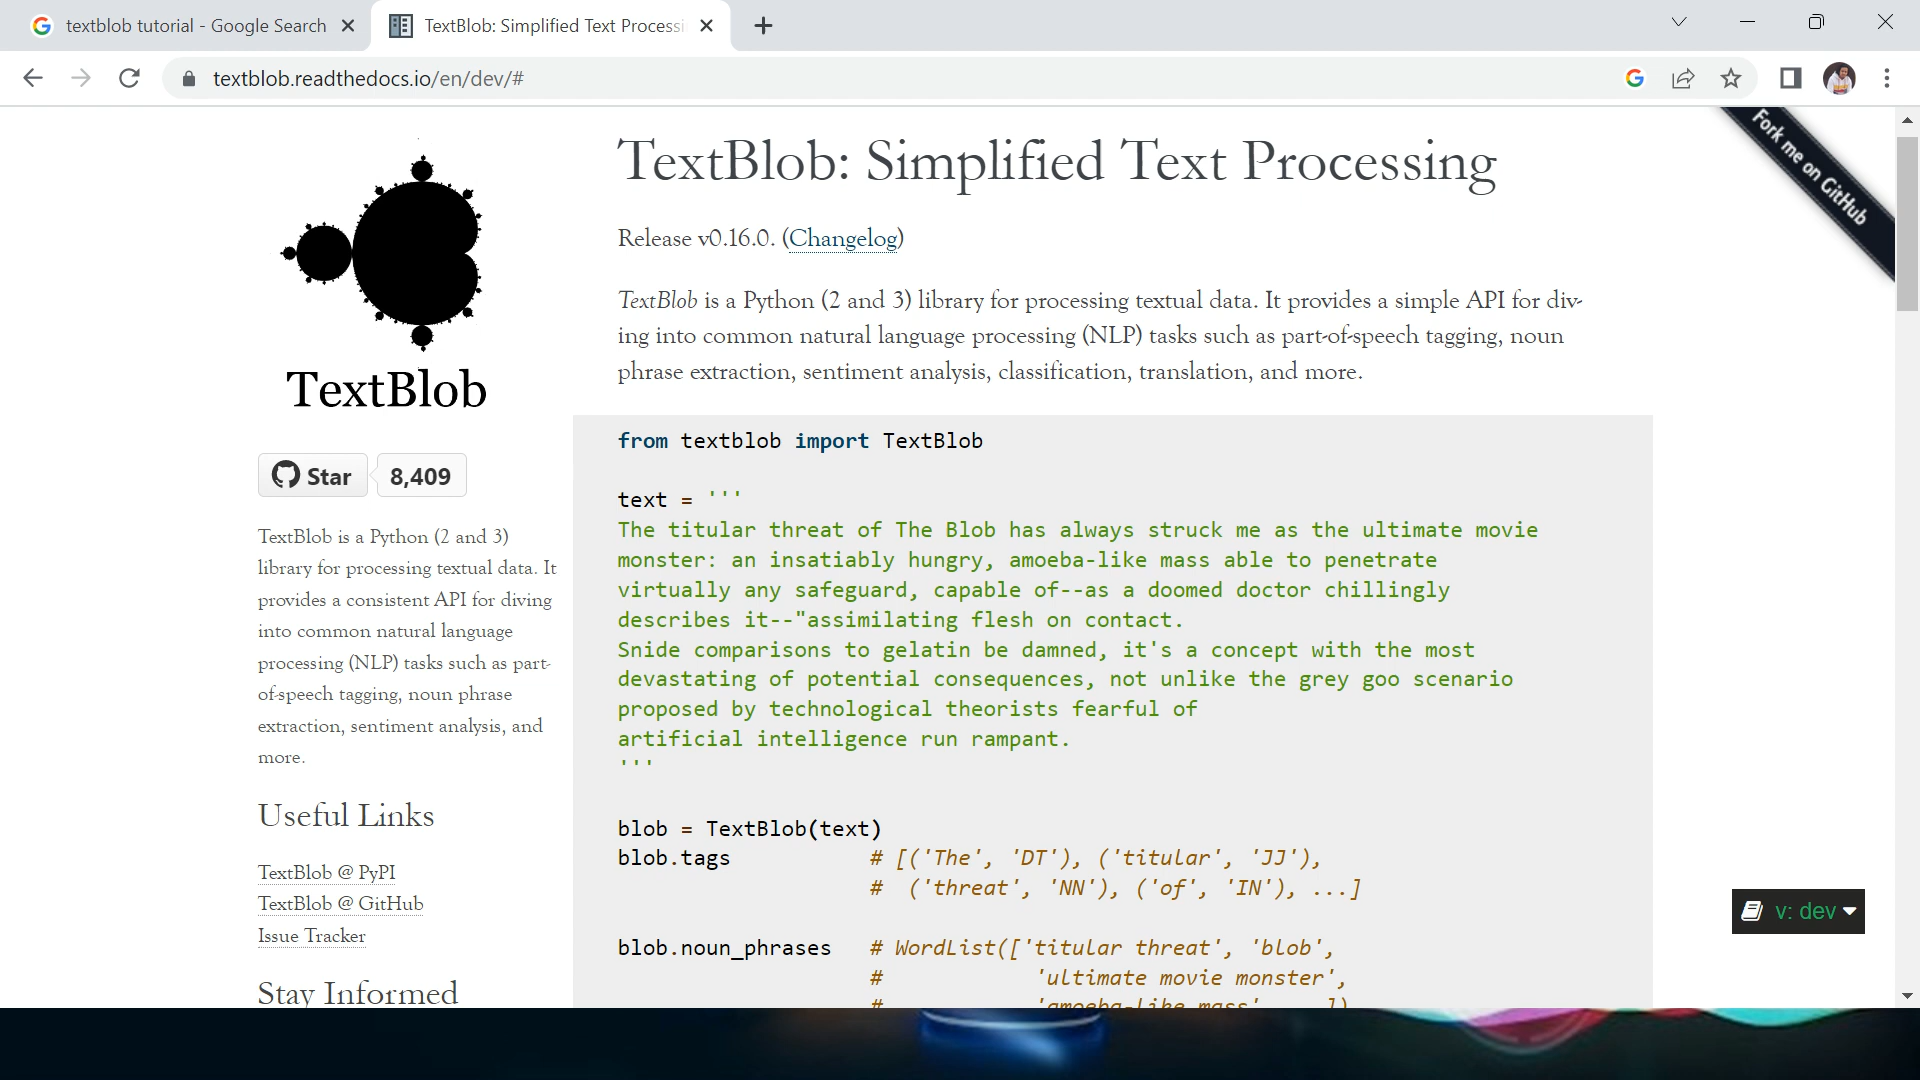 textblob tutorial - Google Search
TextBlob: Simplified Text Processi
textblob.readthedocs.io/en/dev/#
Fork me on GitHub
TextBlob
Star 8,409
TextBlob is a Python (2 and 3)
library for processing textual data. It
provides a consistent API for diving
into common natural language
processing (NLP) tasks such as part-
of-speech tagging, noun phrase
extraction, sentiment analysis, and
more.
Useful Links
TextBlob @ PyPI
TextBlob @ GitHub
Issue Tracker
Stay Informed
TextBlob: Simplified Text Processing
Release v0.16.0. (Changelog)
TextBlob is a Python (2 and 3) library for processing textual data. It provides a simple API for div-
ing into common natural language processing (NLP) tasks such as part-of-speech tagging, noun
phrase extraction, sentiment analysis, classification, translation, and more.
from textblob import TextBlob
text = '''
The titular threat of The Blob has always struck me as the ultimate movie
monster: an insatiably hungry, amoeba-like mass able to penetrate
virtually any safeguard, capable of--as a doomed doctor chillingly
describes it--"assimilating flesh on contact.
Snide comparisons to gelatin be damned, it's a concept with the most
devastating of potential consequences, not unlike the grey goo scenario
proposed by technological theorists fearful of
artificial intelligence run rampant.
'''
blob = TextBlob(text)
blob.tags # [('The', 'DT'), ('titular', 'JJ'),
# ('threat', 'NN'), ('of', 'IN'), ...]
blob.noun_phrases # WordList(['titular threat', 'blob',
# 'ultimate movie monster',
# 'amoeba-like mass', ...])
v: dev